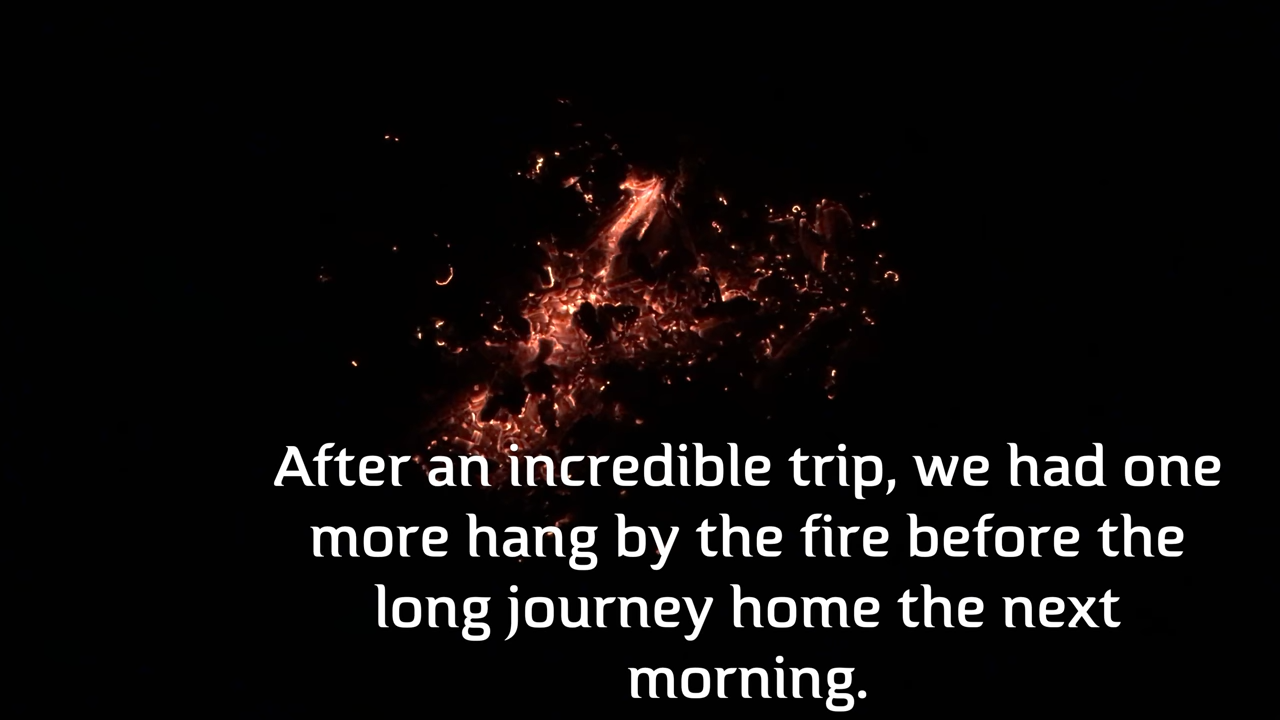 After an incredible trip, we had one
more hang by the fire before the
long journey home the next
morning.